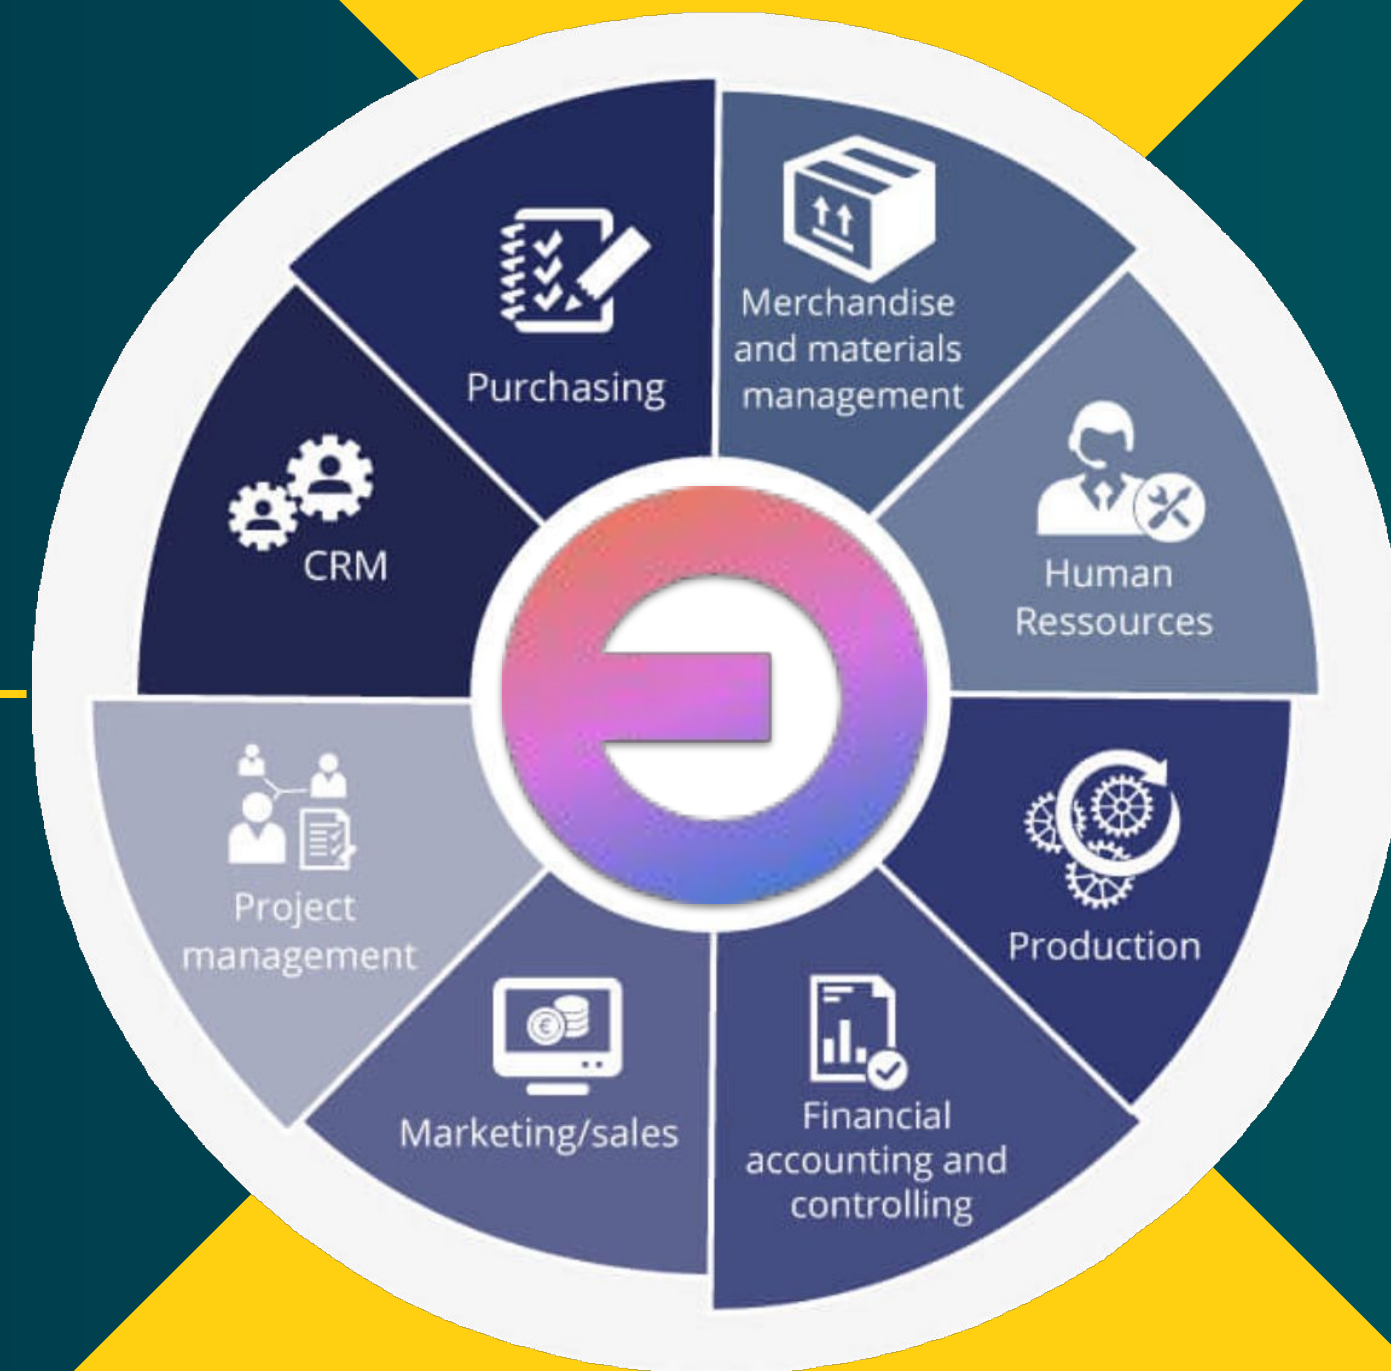 Purchasing
Merchandise
and materials
management
Human
Ressources
Production
Financial
accounting and
controlling
Marketing/sales
Project
management
CRM